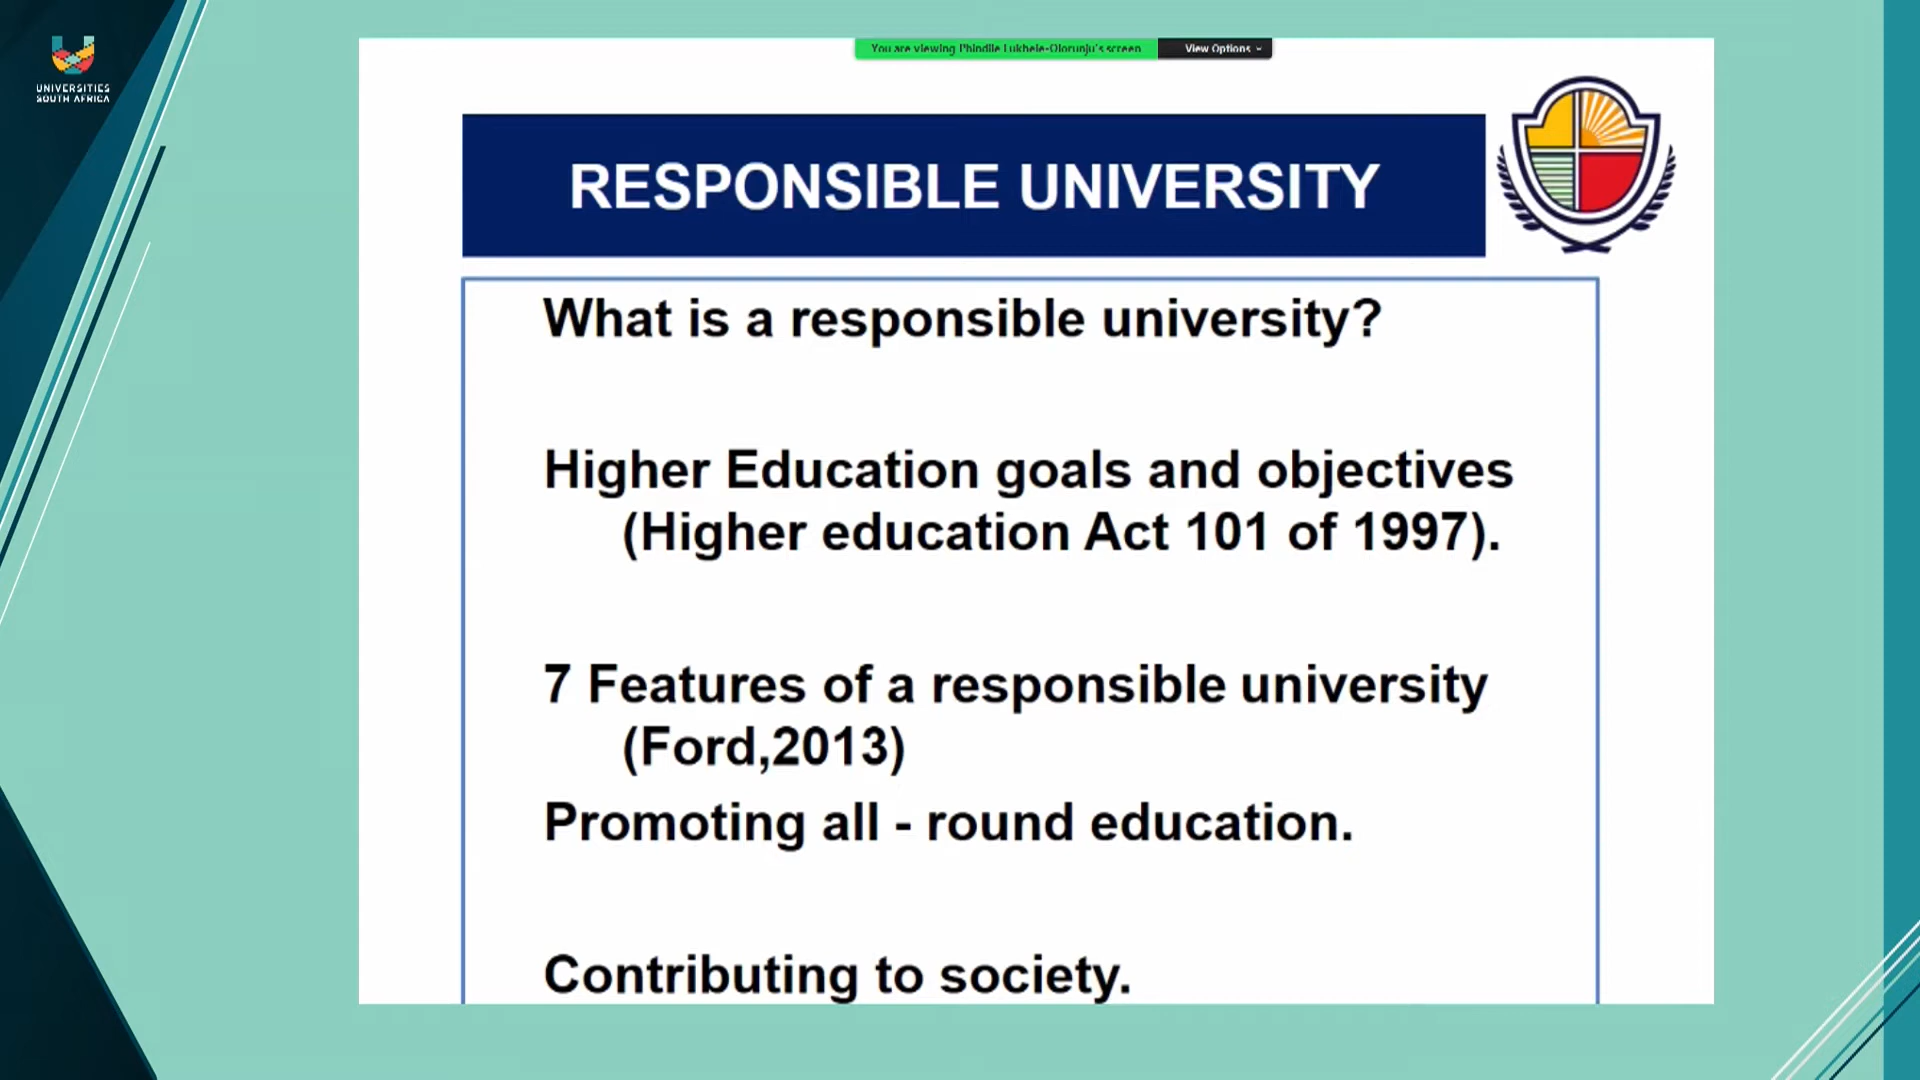 UNIVERSITIES
SOUTH AFRICA
You are viewing Phindile Lukhele-Olorunju's screen
View Options
RESPONSIBLE UNIVERSITY
What is a responsible university?
Higher Education goals and objectives
(Higher education Act 101 of 1997).
7 Features of a responsible university
(Ford,2013)
Promoting all - round education.
Contributing to society.